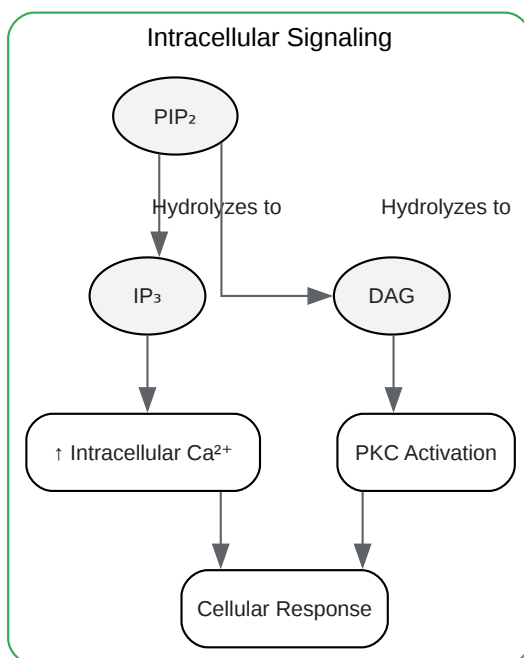 Intracellular Signaling
PIP₂
Hydrolyzes to
Hydrolyzes to
IP₃
DAG
↑ Intracellular Ca²⁺
PKC Activation
Cellular Response